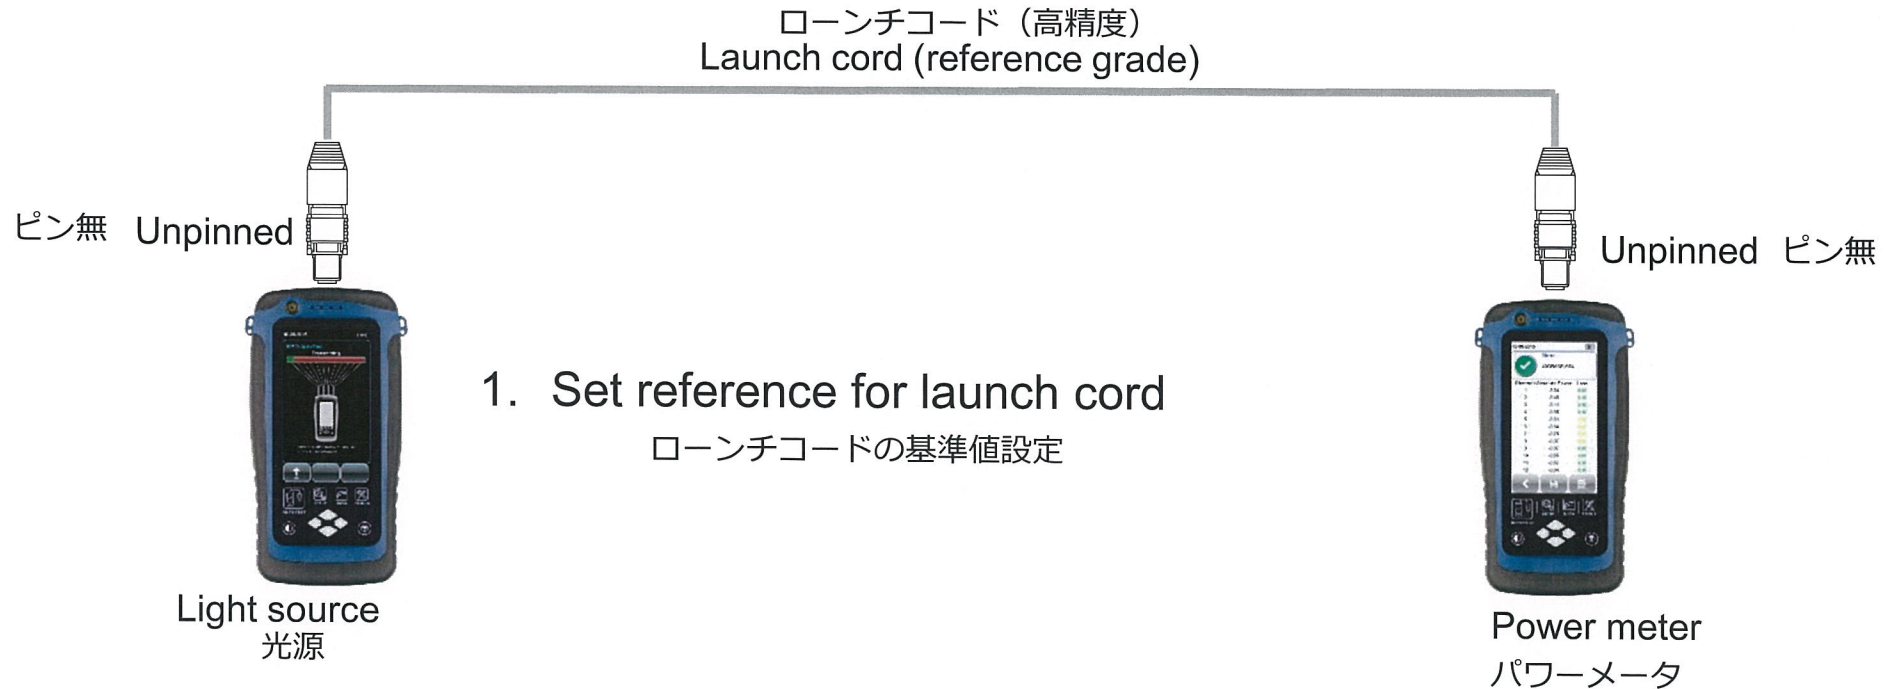 ローンチコード（高精度）
Launch cord (reference grade)
ピン無 Unpinned
Unpinned ピン無
1. Set reference for launch cord
ローンチコードの基準値設定
Light source
光源
Power meter
パワーメータ